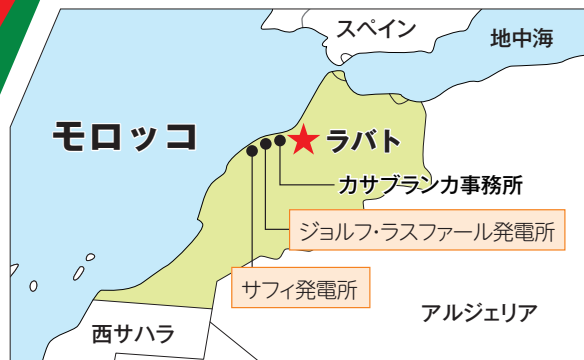 スペイン
地中海
モロッコ
ラバト
カサブランカ事務所
ジョルフ・ラスファール発電所
サフィ発電所
アルジェリア
西サハラ